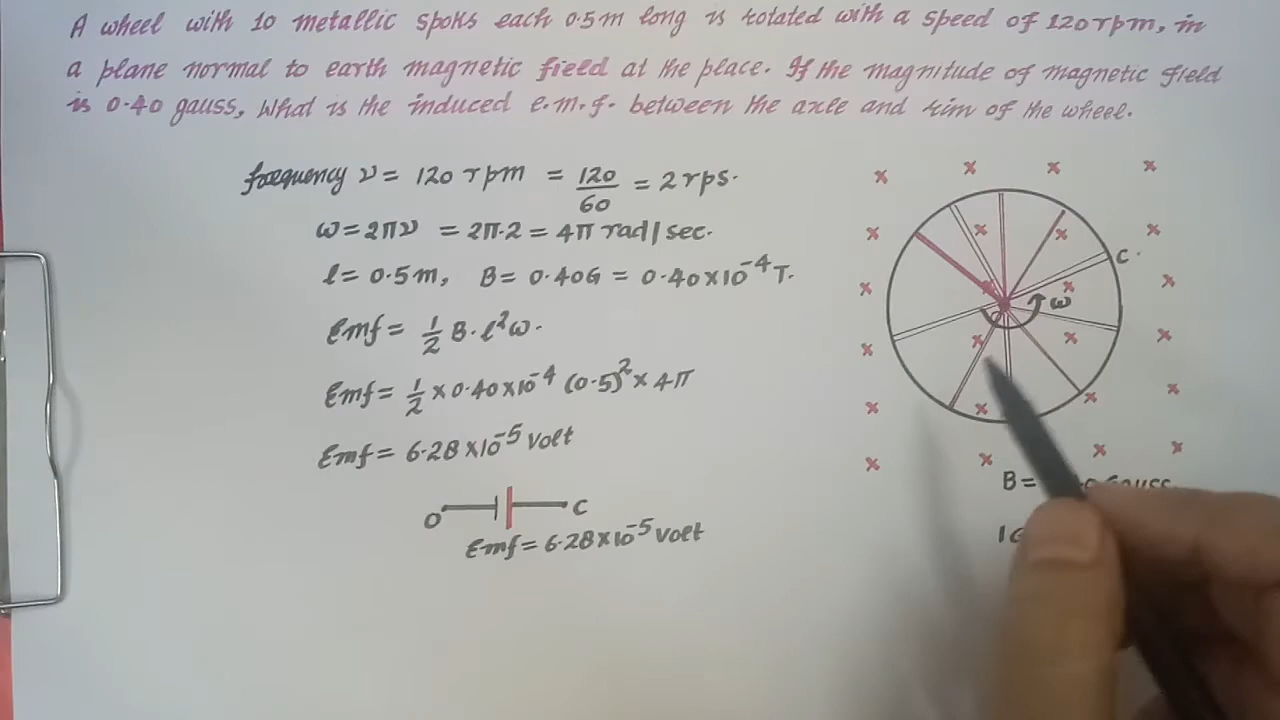 A wheel with 10 metallic spoks each 0.5m long is rotated with a speed of 120 rpm, in
a plane normal to earth magnetic field at the place. If the magnitude of magnetic field
is 0.40 gauss, What is the induced e.m.f. between the axle and rim of the wheel.
frequency ν = 120 rpm = 120/60 = 2 rps.
ω = 2πν = 2π·2 = 4π rad/sec.
l = 0.5m, B = 0.40G = 0.40×10⁻⁴ T.
Emf = 1/2 B·l²ω.
Emf = 1/2 × 0.40×10⁻⁴ (0.5)² × 4π
Emf = 6.28×10⁻⁵ Volt
O C
Emf = 6.28×10⁻⁵ Volt
C
ω
O
B =
1G